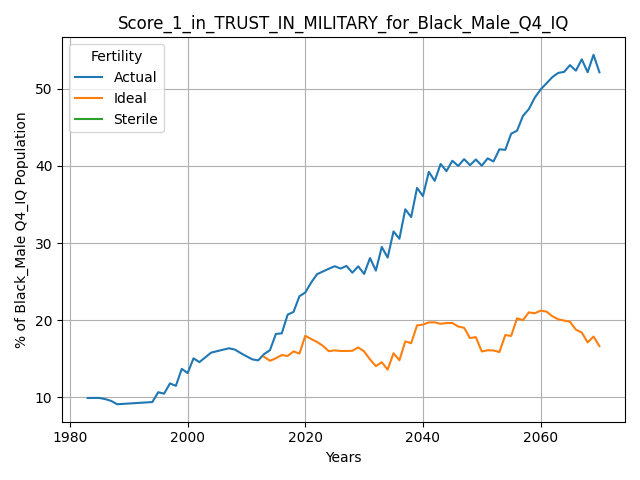 Score_1_in_TRUST_IN_MILITARY_for_Black_Male_Q4_IQ
Fertility
Actual
Ideal
Sterile
% of Black_Male Q4_IQ Population
50
40
30
20
10
1980
2000
2020
2040
2060
Years